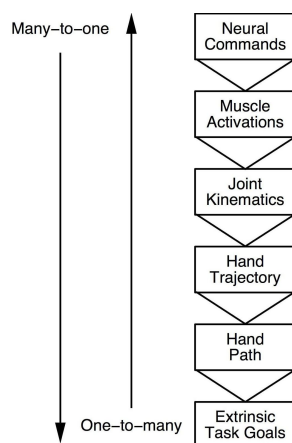 Many-to-one
Neural
Commands
Muscle
Activations
Joint
Kinematics
Hand
Trajectory
Hand
Path
One-to-many
Extrinsic
Task Goals